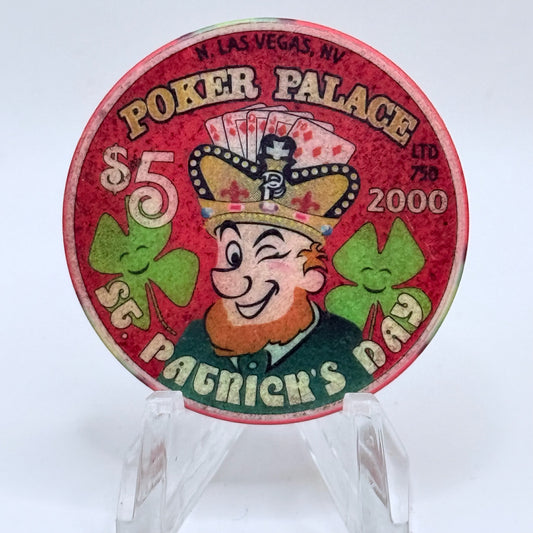 N. LAS VEGAS, NV
POKER PALACE
$5
LTD
750
2000
ST. PATRICK'S DAY